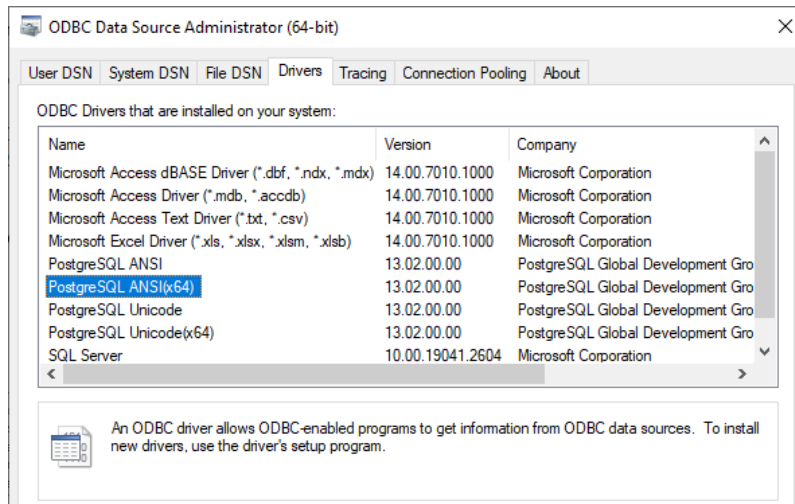 ODBC Data Source Administrator (64-bit)
User DSN System DSN File DSN Drivers Tracing Connection Pooling About
ODBC Drivers that are installed on your system:
Name Version Company
Microsoft Access dBASE Driver (*.dbf, *.ndx, *.mdx) 14.00.7010.1000 Microsoft Corporation
Microsoft Access Driver (*.mdb, *.accdb) 14.00.7010.1000 Microsoft Corporation
Microsoft Access Text Driver (*.txt, *.csv) 14.00.7010.1000 Microsoft Corporation
Microsoft Excel Driver (*.xls, *.xlsx, *.xlsm, *.xlsb) 14.00.7010.1000 Microsoft Corporation
PostgreSQL ANSI 13.02.00.00 PostgreSQL Global Development Gro
PostgreSQL ANSI(x64) 13.02.00.00 PostgreSQL Global Development Gro
PostgreSQL Unicode 13.02.00.00 PostgreSQL Global Development Gro
PostgreSQL Unicode(x64) 13.02.00.00 PostgreSQL Global Development Gro
SQL Server 10.00.19041.2604 Microsoft Corporation
An ODBC driver allows ODBC-enabled programs to get information from ODBC data sources. To install
new drivers, use the driver's setup program.